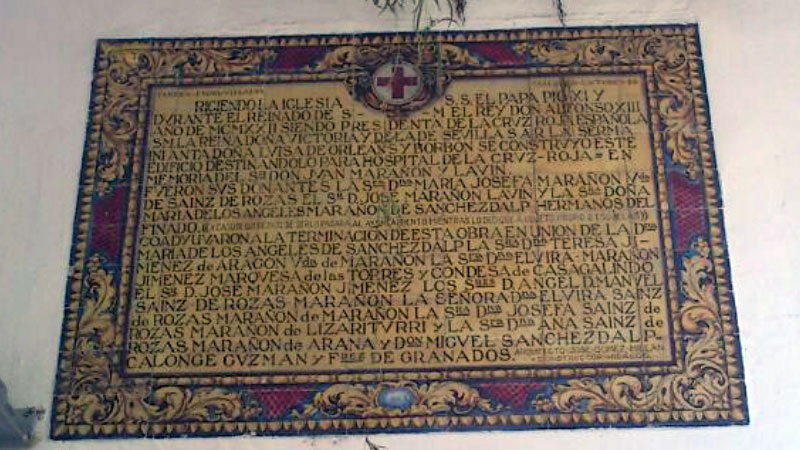 RIGIENDO LA IGLESIA S.S. EL PAPA PIO XI Y
DURANTE EL REINADO DE S. M. EL REY DON ALFONSO XIII
AÑO DE MCMXXII SIENDO PRESIDENTA DE LA CRUZ ROJA ESPAÑOLA
S.M. LA REINA DOÑA VICTORIA Y DE LA DE SEVILLA S.A.R. LA SERMA
INFANTA DOÑA LUISA DE ORLEANS Y BORBON SE CONSTRUYO ESTE
EDIFICIO DESTINANDOLO PARA HOSPITAL DE LA CRUZ-ROJA= EN
MEMORIA DEL SR DON JUAN MARAÑON Y LAVIN
FUERON SUS DONANTES LA SRA DÑA MARIA JOSEFA MARAÑON VDA
DE SAINZ DE ROZAS EL SR D. JOSE MARAÑON LAVIN Y LA SRA DOÑA
MARIA DE LOS ANGELES MARAÑON DE SANCHEZ DALP HERMANOS DEL
FINADO.
COADYUVARON A LA TERMINACION DE ESTA OBRA EN UNION DE LA DÑA
MARIA DE LOS ANGELES DE SANCHEZ DALP LA SRA DÑA TERESA JI-
MENEZ DE ARAGON VDA DE MARAÑON LA SRA DÑA ELVIRA MARAÑON
JIMENEZ MARQUESA de las TORRES y CONDESA de CASAGALINDO
EL SR D. JOSE MARAÑON JIMENEZ LOS SRES D. ANGEL D. MANUEL
SAINZ DE ROZAS MARAÑON LA SEÑORA DÑA ELVIRA SAINZ
de ROZAS MARAÑON de MARAÑON LA SRA DÑA JOSEFA SAINZ de
ROZAS MARAÑON de LIZARITURRI y LA SRA DÑA ANA SAINZ de
ROZAS MARAÑON de ARANA y DON MIGUEL SANCHEZ DALP-
CALONGE GUZMAN y FDEZ DE GRANADOS.